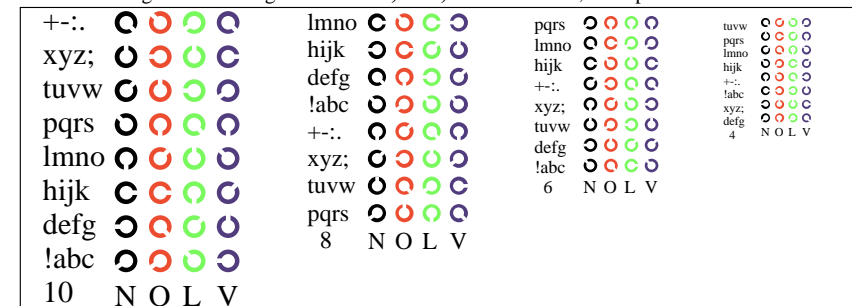 +-:.
xyz;
tuvw
pqrs
lmno
hijk
defg
!abc
10 N O L V
lmno
hijk
defg
!abc
+-:.
xyz;
tuvw
pqrs
8 N O L V
pqrs
lmno
hijk
+-:.
xyz;
tuvw
defg
!abc
6 N O L V
tuvw
pqrs
lmno
hijk
+-:.
!abc
xyz;
defg
4 N O L V